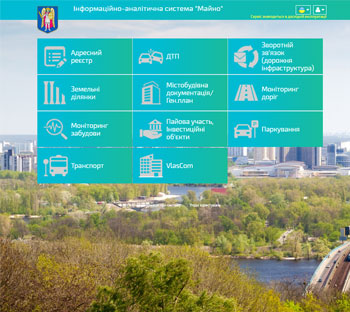 Інформаційно-аналітична система "Майно"
Сервіс знаходиться в дослідній експлуатації
Адресний
реєстр
ДТП
Зворотній
зв'язок
(дорожня
інфраструктура)
Земельні
ділянки
Містобудівна
документація/
Ген.план
Моніторинг
доріг
Моніторинг
забудови
Пайова участь,
інвестиційні
об'єкти
Паркування
Транспорт
VlasCom